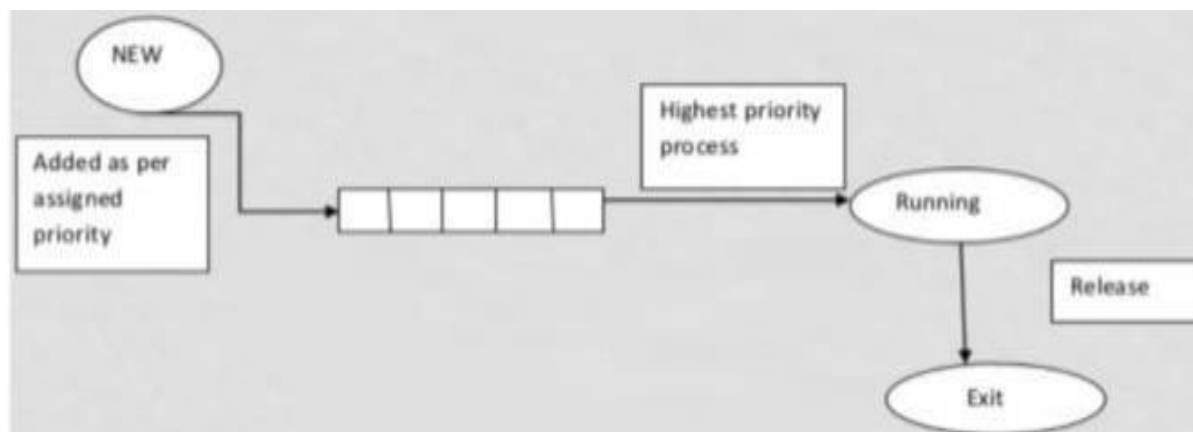 NEW
Added as per
assigned
priority
Highest priority
process
Running
Release
Exit